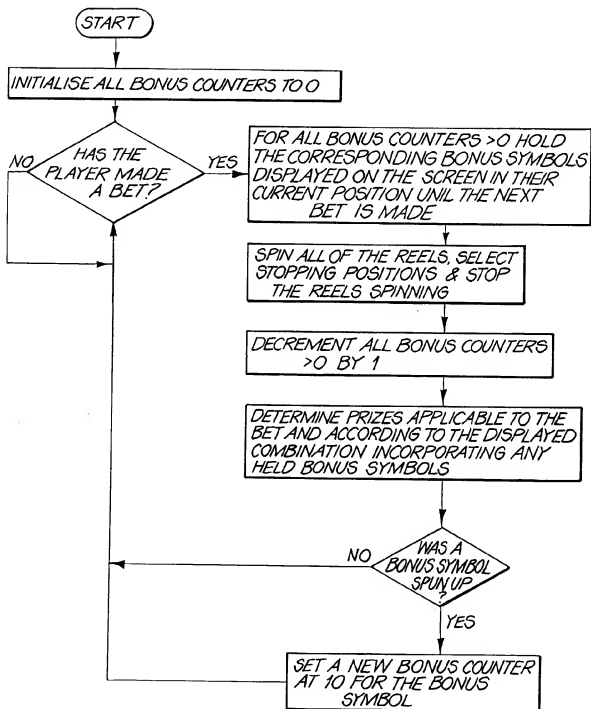 START
INITIALISE ALL BONUS COUNTERS TO 0
HAS THE
PLAYER MADE
A BET?
NO
YES
FOR ALL BONUS COUNTERS >0 HOLD
THE CORRESPONDING BONUS SYMBOLS
DISPLAYED ON THE SCREEN IN THEIR
CURRENT POSITION UNIL THE NEXT
BET IS MADE
SPIN ALL OF THE REELS, SELECT
STOPPING POSITIONS & STOP
THE REELS SPINNING
DECREMENT ALL BONUS COUNTERS
>0 BY 1
DETERMINE PRIZES APPLICABLE TO THE
BET AND ACCORDING TO THE DISPLAYED
COMBINATION INCORPORATING ANY
HELD BONUS SYMBOLS
NO
WAS A
BONUS SYMBOL
SPUN UP
?
YES
SET A NEW BONUS COUNTER
AT 10 FOR THE BONUS
SYMBOL